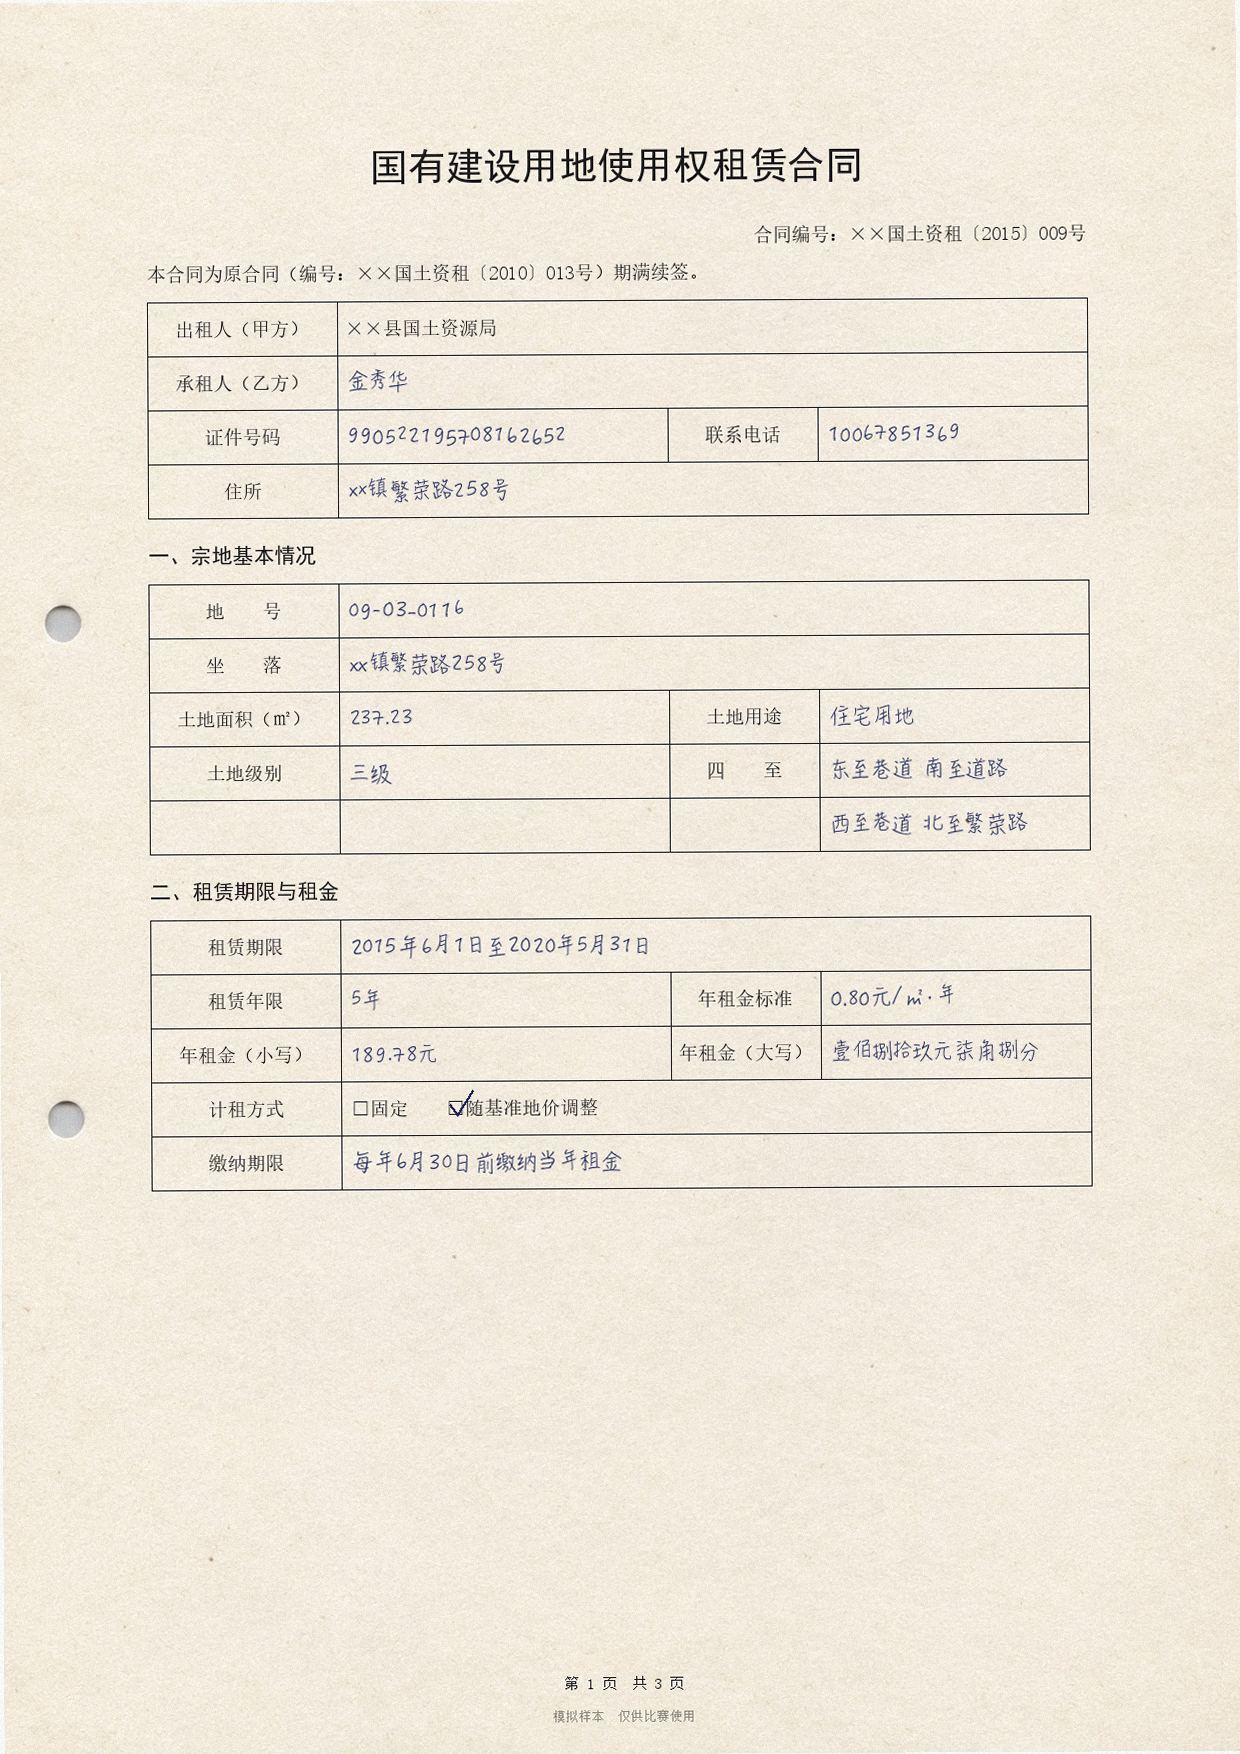 国有建设用地使用权租赁合同
合同编号：××国土资租〔2015〕009号
本合同为原合同（编号：××国土资租〔2010〕013号）期满续签。
出租人（甲方） ××县国土资源局
承租人（乙方） 金秀华
证件号码 990522195708162652 联系电话 10067851369
住所 xx镇繁荣路258号
一、宗地基本情况
地 号 09-03-0116
坐 落 xx镇繁荣路258号
土地面积（㎡） 237.23 土地用途 住宅用地
土地级别 三级 四 至 东至巷道 南至道路
西至巷道 北至繁荣路
二、租赁期限与租金
租赁期限 2015年6月1日至2020年5月31日
租赁年限 5年 年租金标准 0.80元/㎡·年
年租金（小写） 189.78元 年租金（大写） 壹佰捌拾玖元柒角捌分
计租方式 □固定 ☑随基准地价调整
缴纳期限 每年6月30日前缴纳当年租金
第 1 页 共 3 页
模拟样本 仅供比赛使用